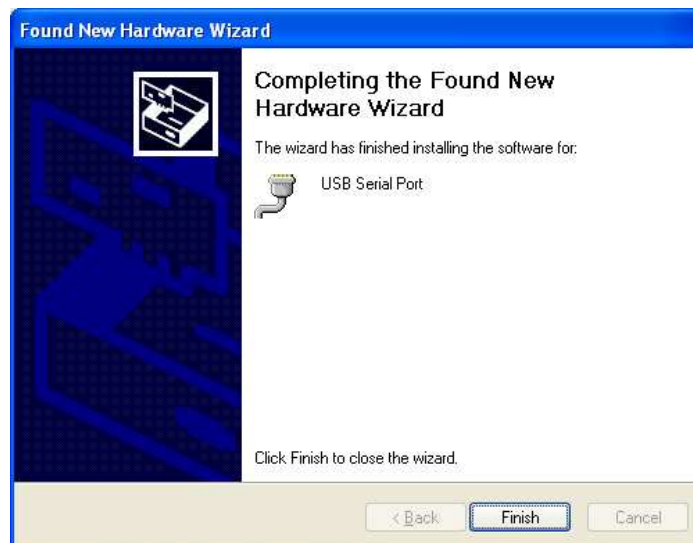 Found New Hardware Wizard
Completing the Found New
Hardware Wizard
The wizard has finished installing the software for:
USB Serial Port
Click Finish to close the wizard.
< Back
Finish
Cancel